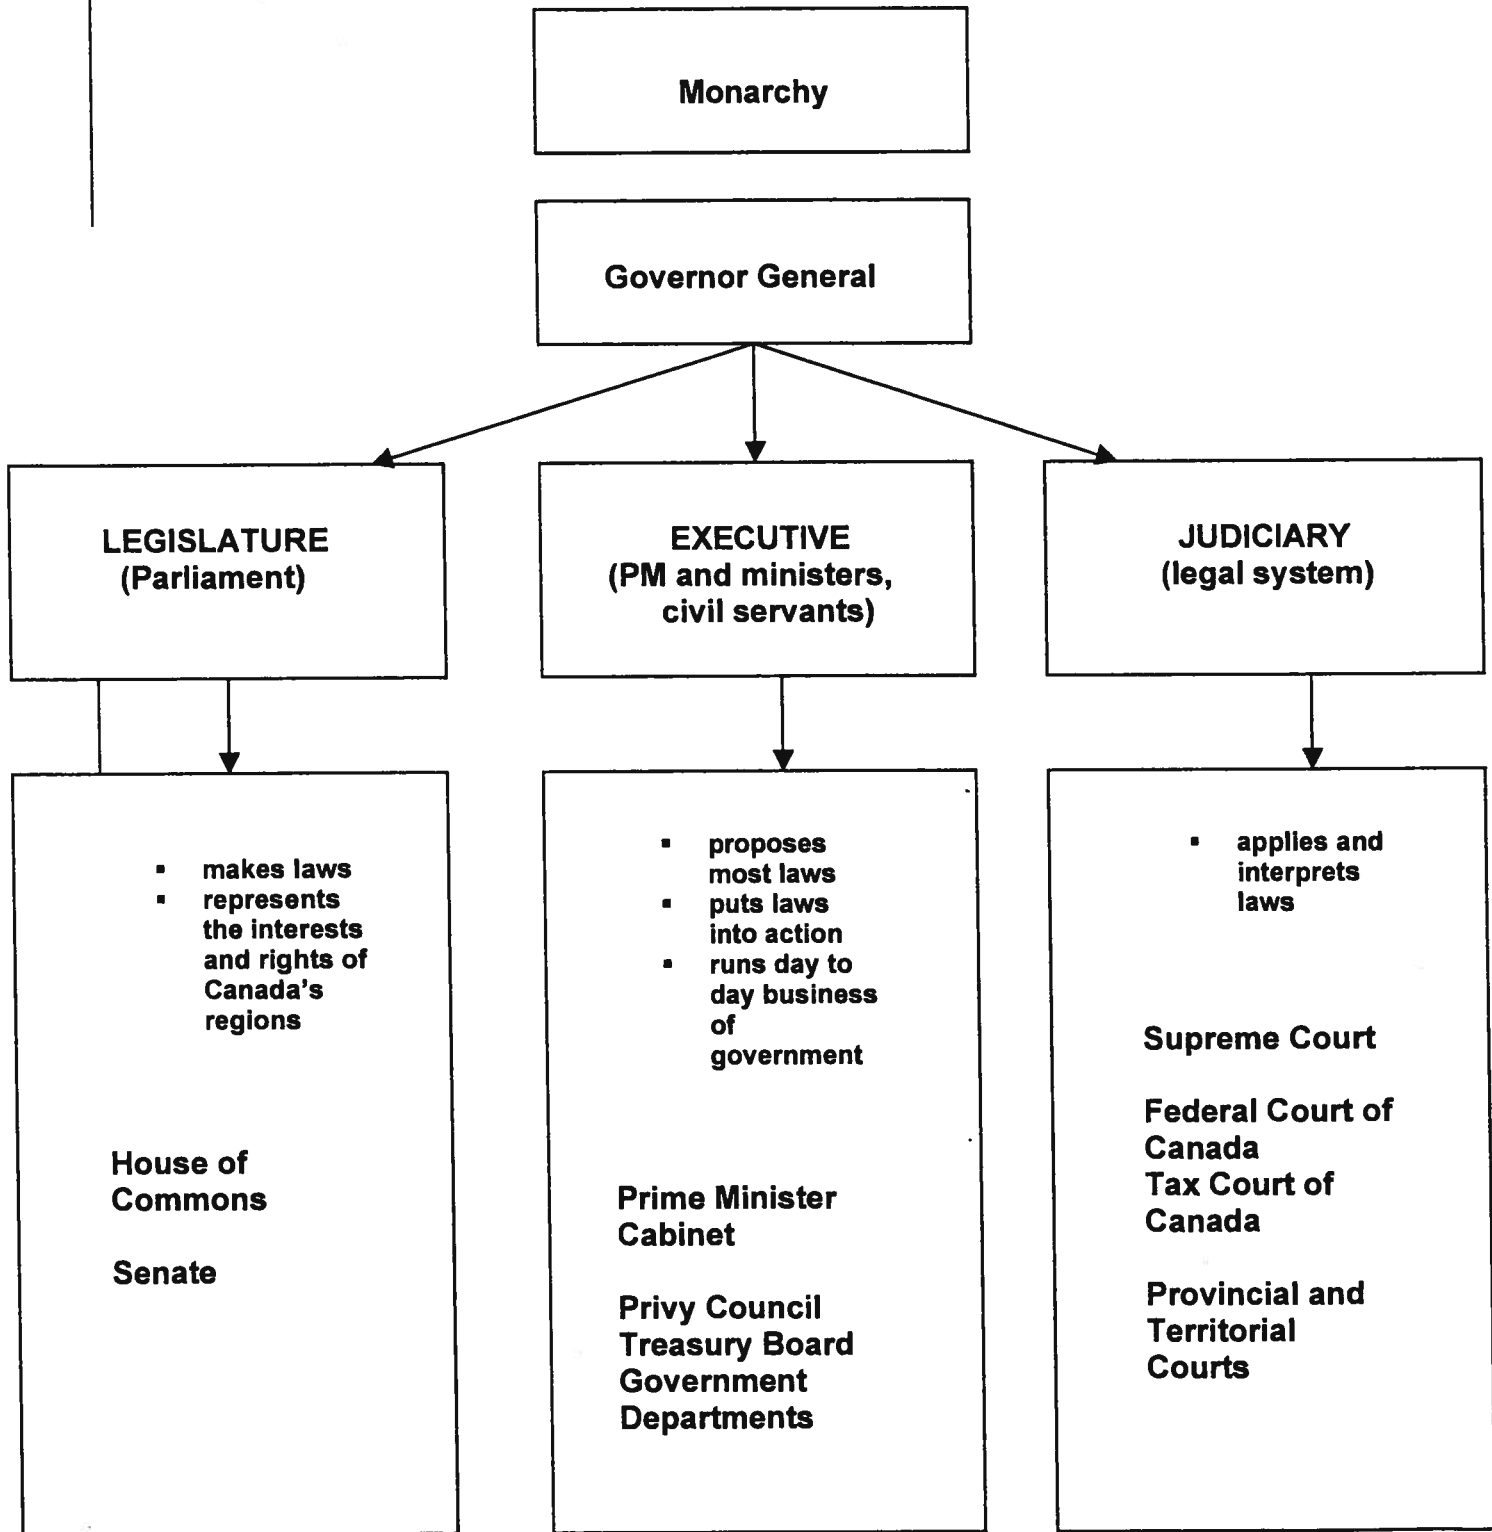 Monarchy
Governor General
LEGISLATURE
(Parliament)
EXECUTIVE
(PM and ministers,
civil servants)
JUDICIARY
(legal system)
▪ makes laws
▪ represents
the interests
and rights of
Canada's
regions
House of
Commons
Senate
▪ proposes
most laws
▪ puts laws
into action
▪ runs day to
day business
of
government
Prime Minister
Cabinet
Privy Council
Treasury Board
Government
Departments
▪ applies and
interprets
laws
Supreme Court
Federal Court of
Canada
Tax Court of
Canada
Provincial and
Territorial
Courts